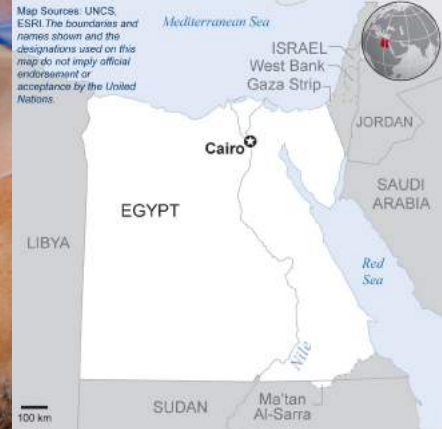 Map Sources: UNCS,
ESRI. The boundaries and
names shown and the
designations used on this
map do not imply official
endorsement or
acceptance by the United
Nations.
Mediterranean Sea
ISRAEL
West Bank
Gaza Strip
JORDAN
Cairo
SAUDI
ARABIA
EGYPT
LIBYA
Red
Sea
Nile
SUDAN
Ma'tan
Al-Sarra
100 km